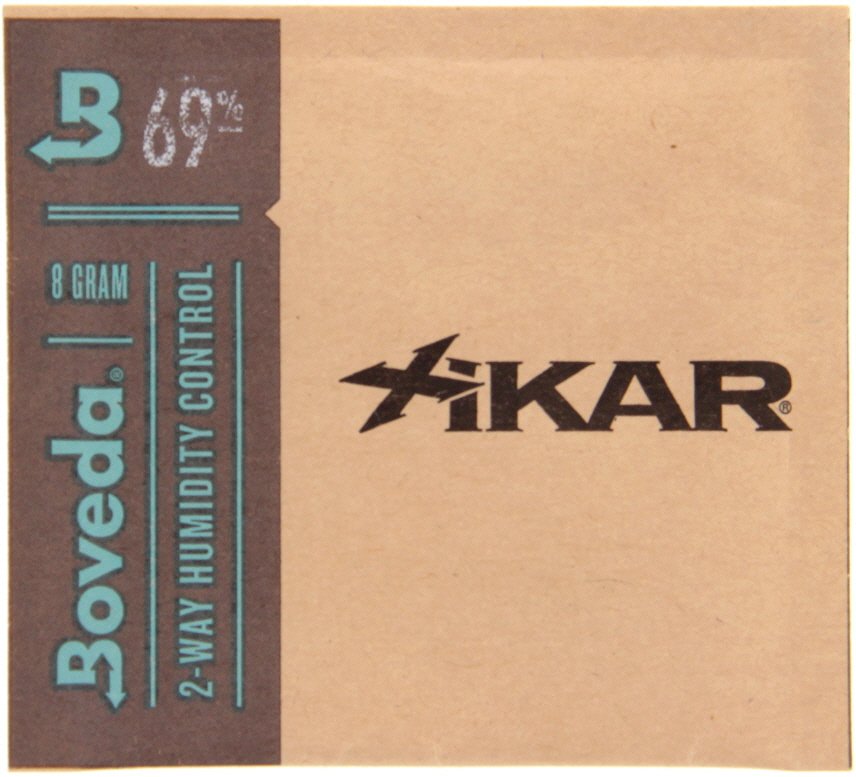 B 69%
8 GRAM
Boveda®
2-WAY HUMIDITY CONTROL
XIKAR®